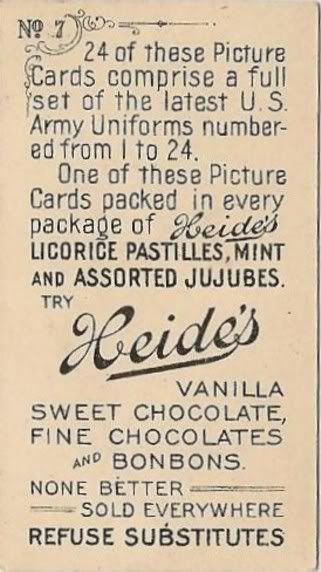 No 7
24 of these Picture
Cards comprise a full
set of the latest U.S.
Army Uniforms number-
ed from 1 to 24.
One of these Picture
Cards packed in every
package of Heide's
LICORICE PASTILLES, MINT
AND ASSORTED JUJUBES.
TRY
Heide's
VANILLA
SWEET CHOCOLATE,
FINE CHOCOLATES
AND BONBONS.
NONE BETTER
SOLD EVERYWHERE
REFUSE SUBSTITUTES